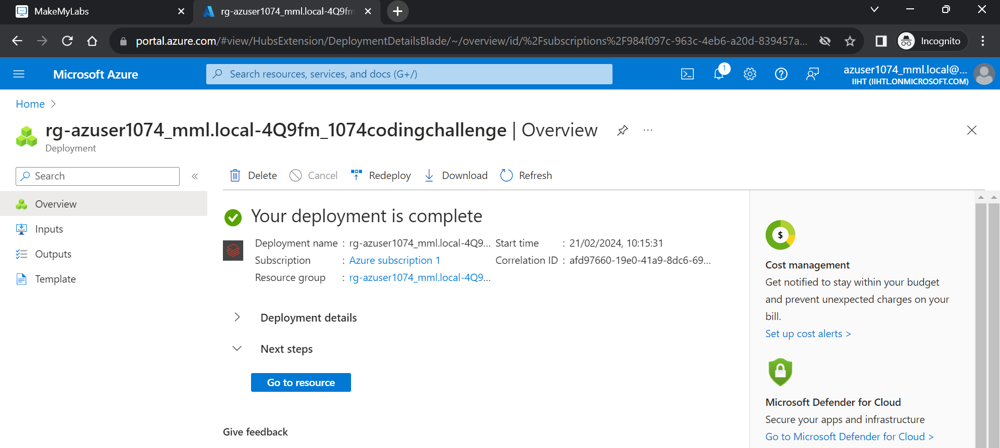 MakeMyLabs
rg-azuser1074_mml.local-4Q9fm
portal.azure.com/#view/HubsExtension/DeploymentDetailsBlade/~/overview/id/%2Fsubscriptions%2F984f097c-963c-4eb6-a20d-839457a...
Incognito
Microsoft Azure
Search resources, services, and docs (G+/)
1
azuser1074_mml.local@...
IIHT (IIHTL.ONMICROSOFT.COM)
Home >
rg-azuser1074_mml.local-4Q9fm_1074codingchallenge | Overview
...
Deployment
Search
«
Delete
Cancel
Redeploy
Download
Refresh
Overview
Inputs
Outputs
Template
Your deployment is complete
Deployment name : rg-azuser1074_mml.local-4Q9...
Start time : 21/02/2024, 10:15:31
Subscription : Azure subscription 1
Correlation ID : afd97660-19e0-41a9-8dc6-69...
Resource group : rg-azuser1074_mml.local-4Q9...
Deployment details
Next steps
Go to resource
Give feedback
$
Cost management
Get notified to stay within your budget
and prevent unexpected charges on your
bill.
Set up cost alerts >
Microsoft Defender for Cloud
Secure your apps and infrastructure
Go to Microsoft Defender for Cloud >